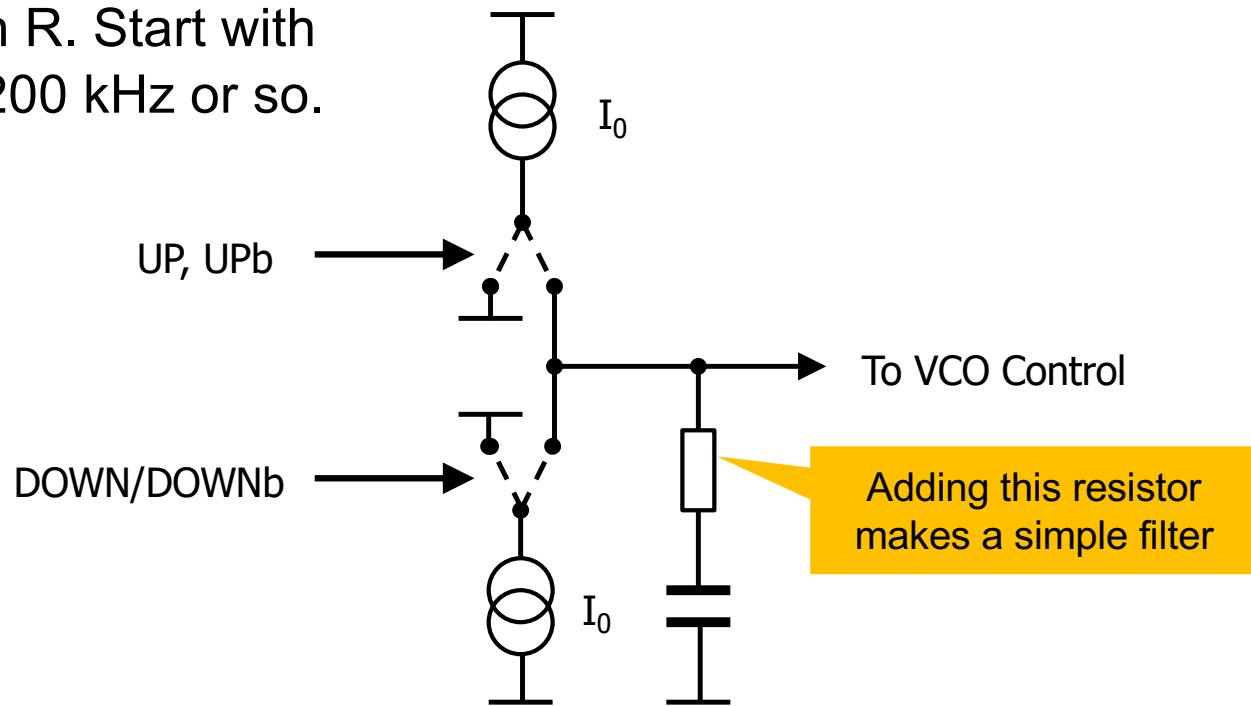 n R. Start with
200 kHz or so.
I₀
UP, UPb
To VCO Control
DOWN/DOWNb
Adding this resistor
makes a simple filter
I₀